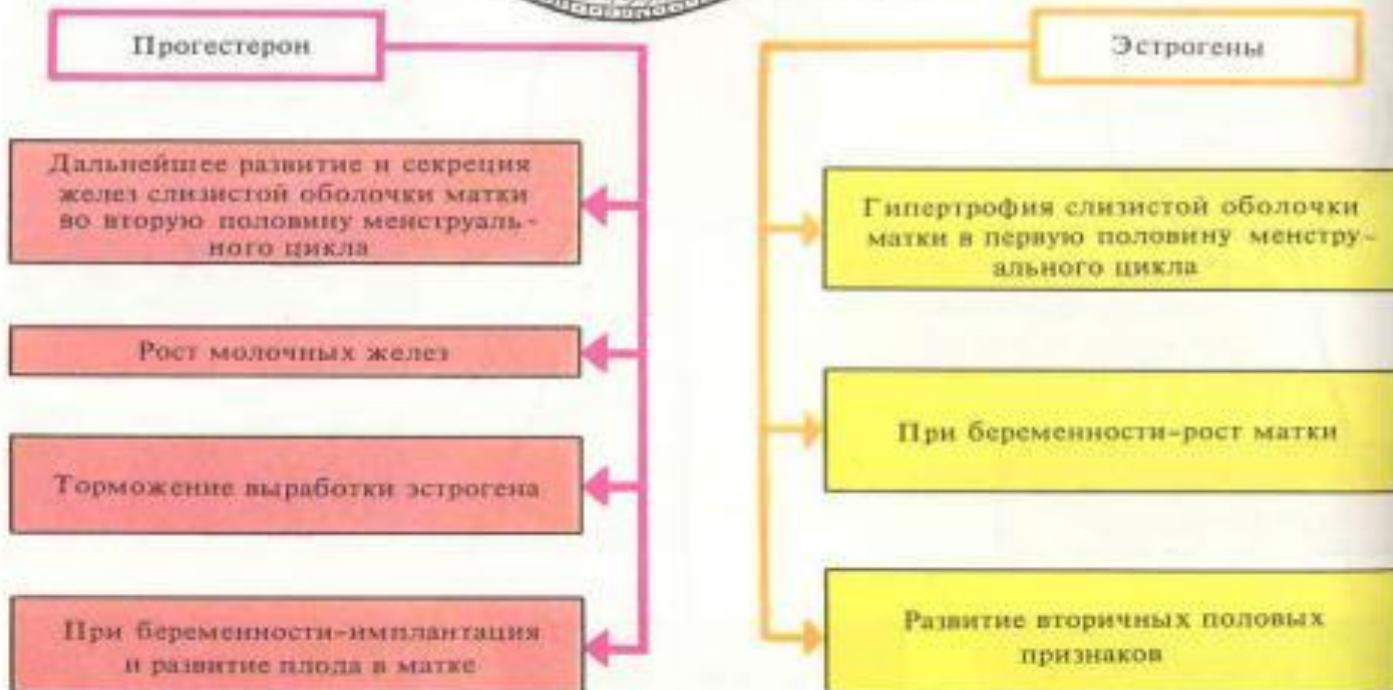 Прогестерон
Дальнейшее развитие и секреция
желез слизистой оболочки матки
во вторую половину менструаль-
ного цикла
Рост молочных желез
Торможение выработки эстрогена
При беременности-имплантация
и развитие плода в матке
Эстрогены
Гипертрофия слизистой оболочки
матки в первую половину менстру-
ального цикла
При беременности-рост матки
Развитие вторичных половых
признаков